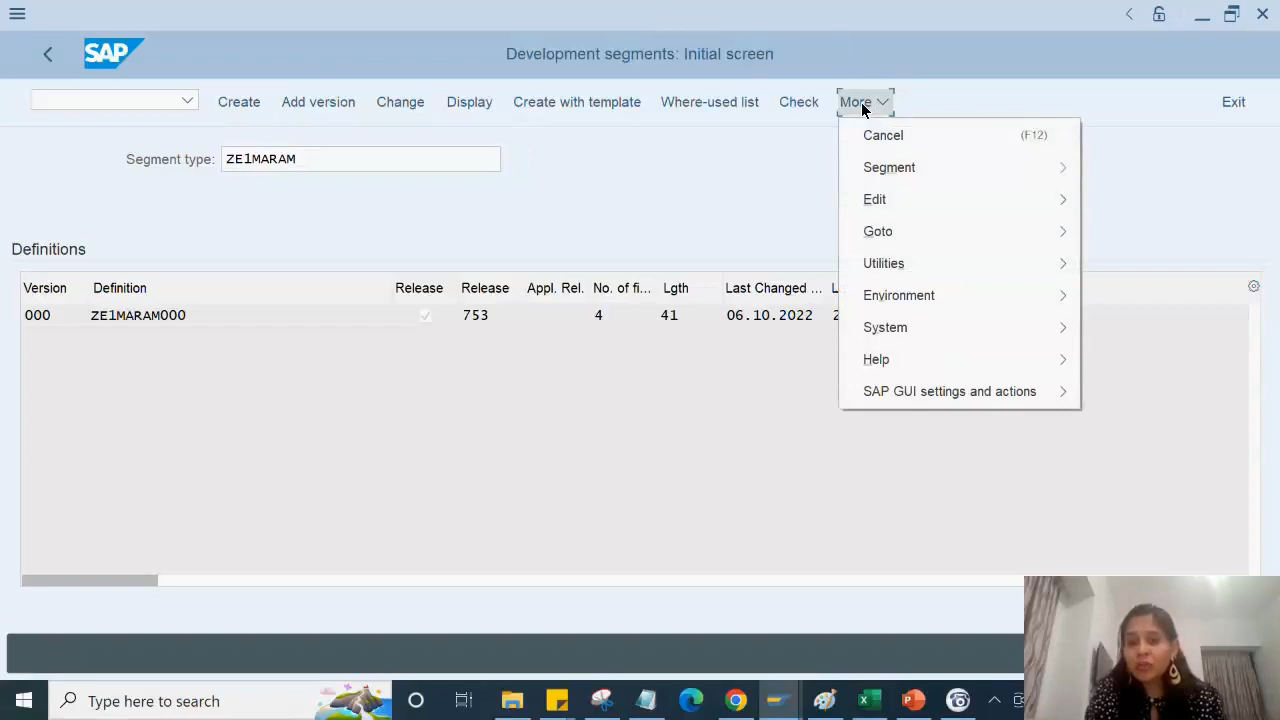 SAP
Development segments: Initial screen
Create Add version Change Display Create with template Where-used list Check More Exit
Cancel (F12)
Segment type: ZE1MARAM
Segment
Edit
Goto
Definitions
Utilities
Version Definition Release Release Appl. Rel. No. of fi... Lgth Last Changed ...
Environment
000 ZE1MARAM000 753 4 41 06.10.2022
System
Help
SAP GUI settings and actions
Type here to search